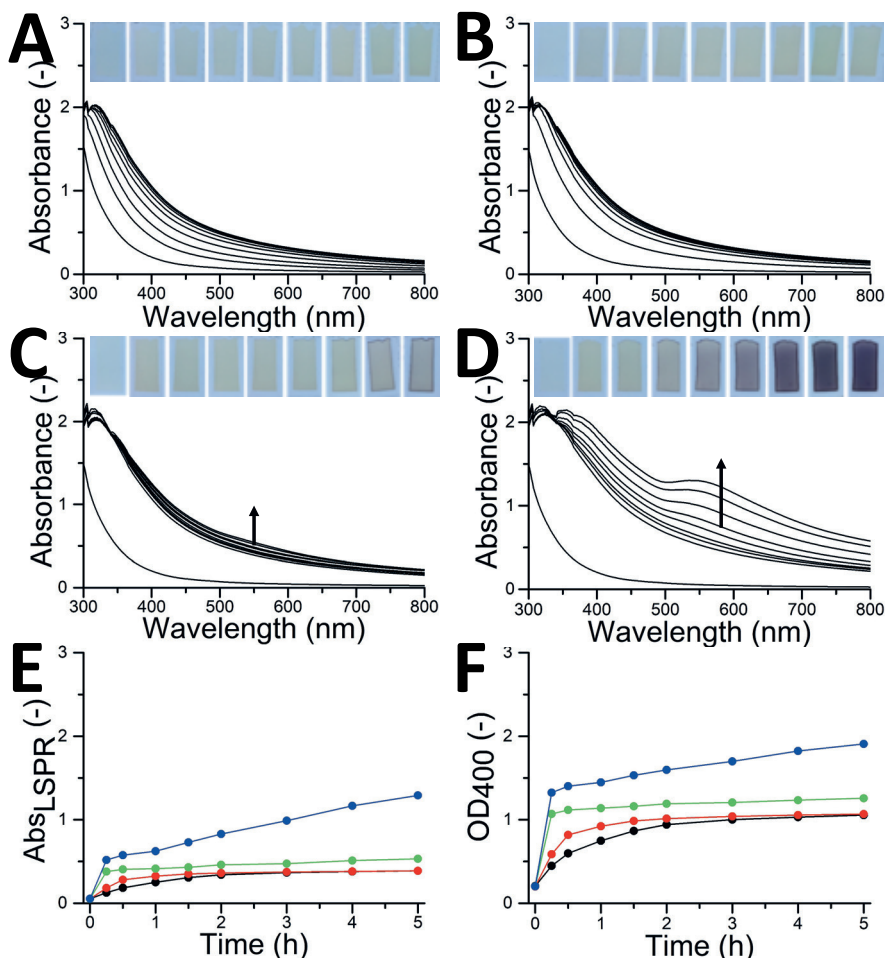 A
B
3
2
1
0
Absorbance (-)
300 400 500 600 700 800
Wavelength (nm)
3
2
1
0
Absorbance (-)
300 400 500 600 700 800
Wavelength (nm)
C
D
3
2
1
0
Absorbance (-)
300 400 500 600 700 800
Wavelength (nm)
3
2
1
0
Absorbance (-)
300 400 500 600 700 800
Wavelength (nm)
E
F
3
2
1
0
AbsLSPR (-)
0 1 2 3 4 5
Time (h)
3
2
1
0
OD400 (-)
0 1 2 3 4 5
Time (h)